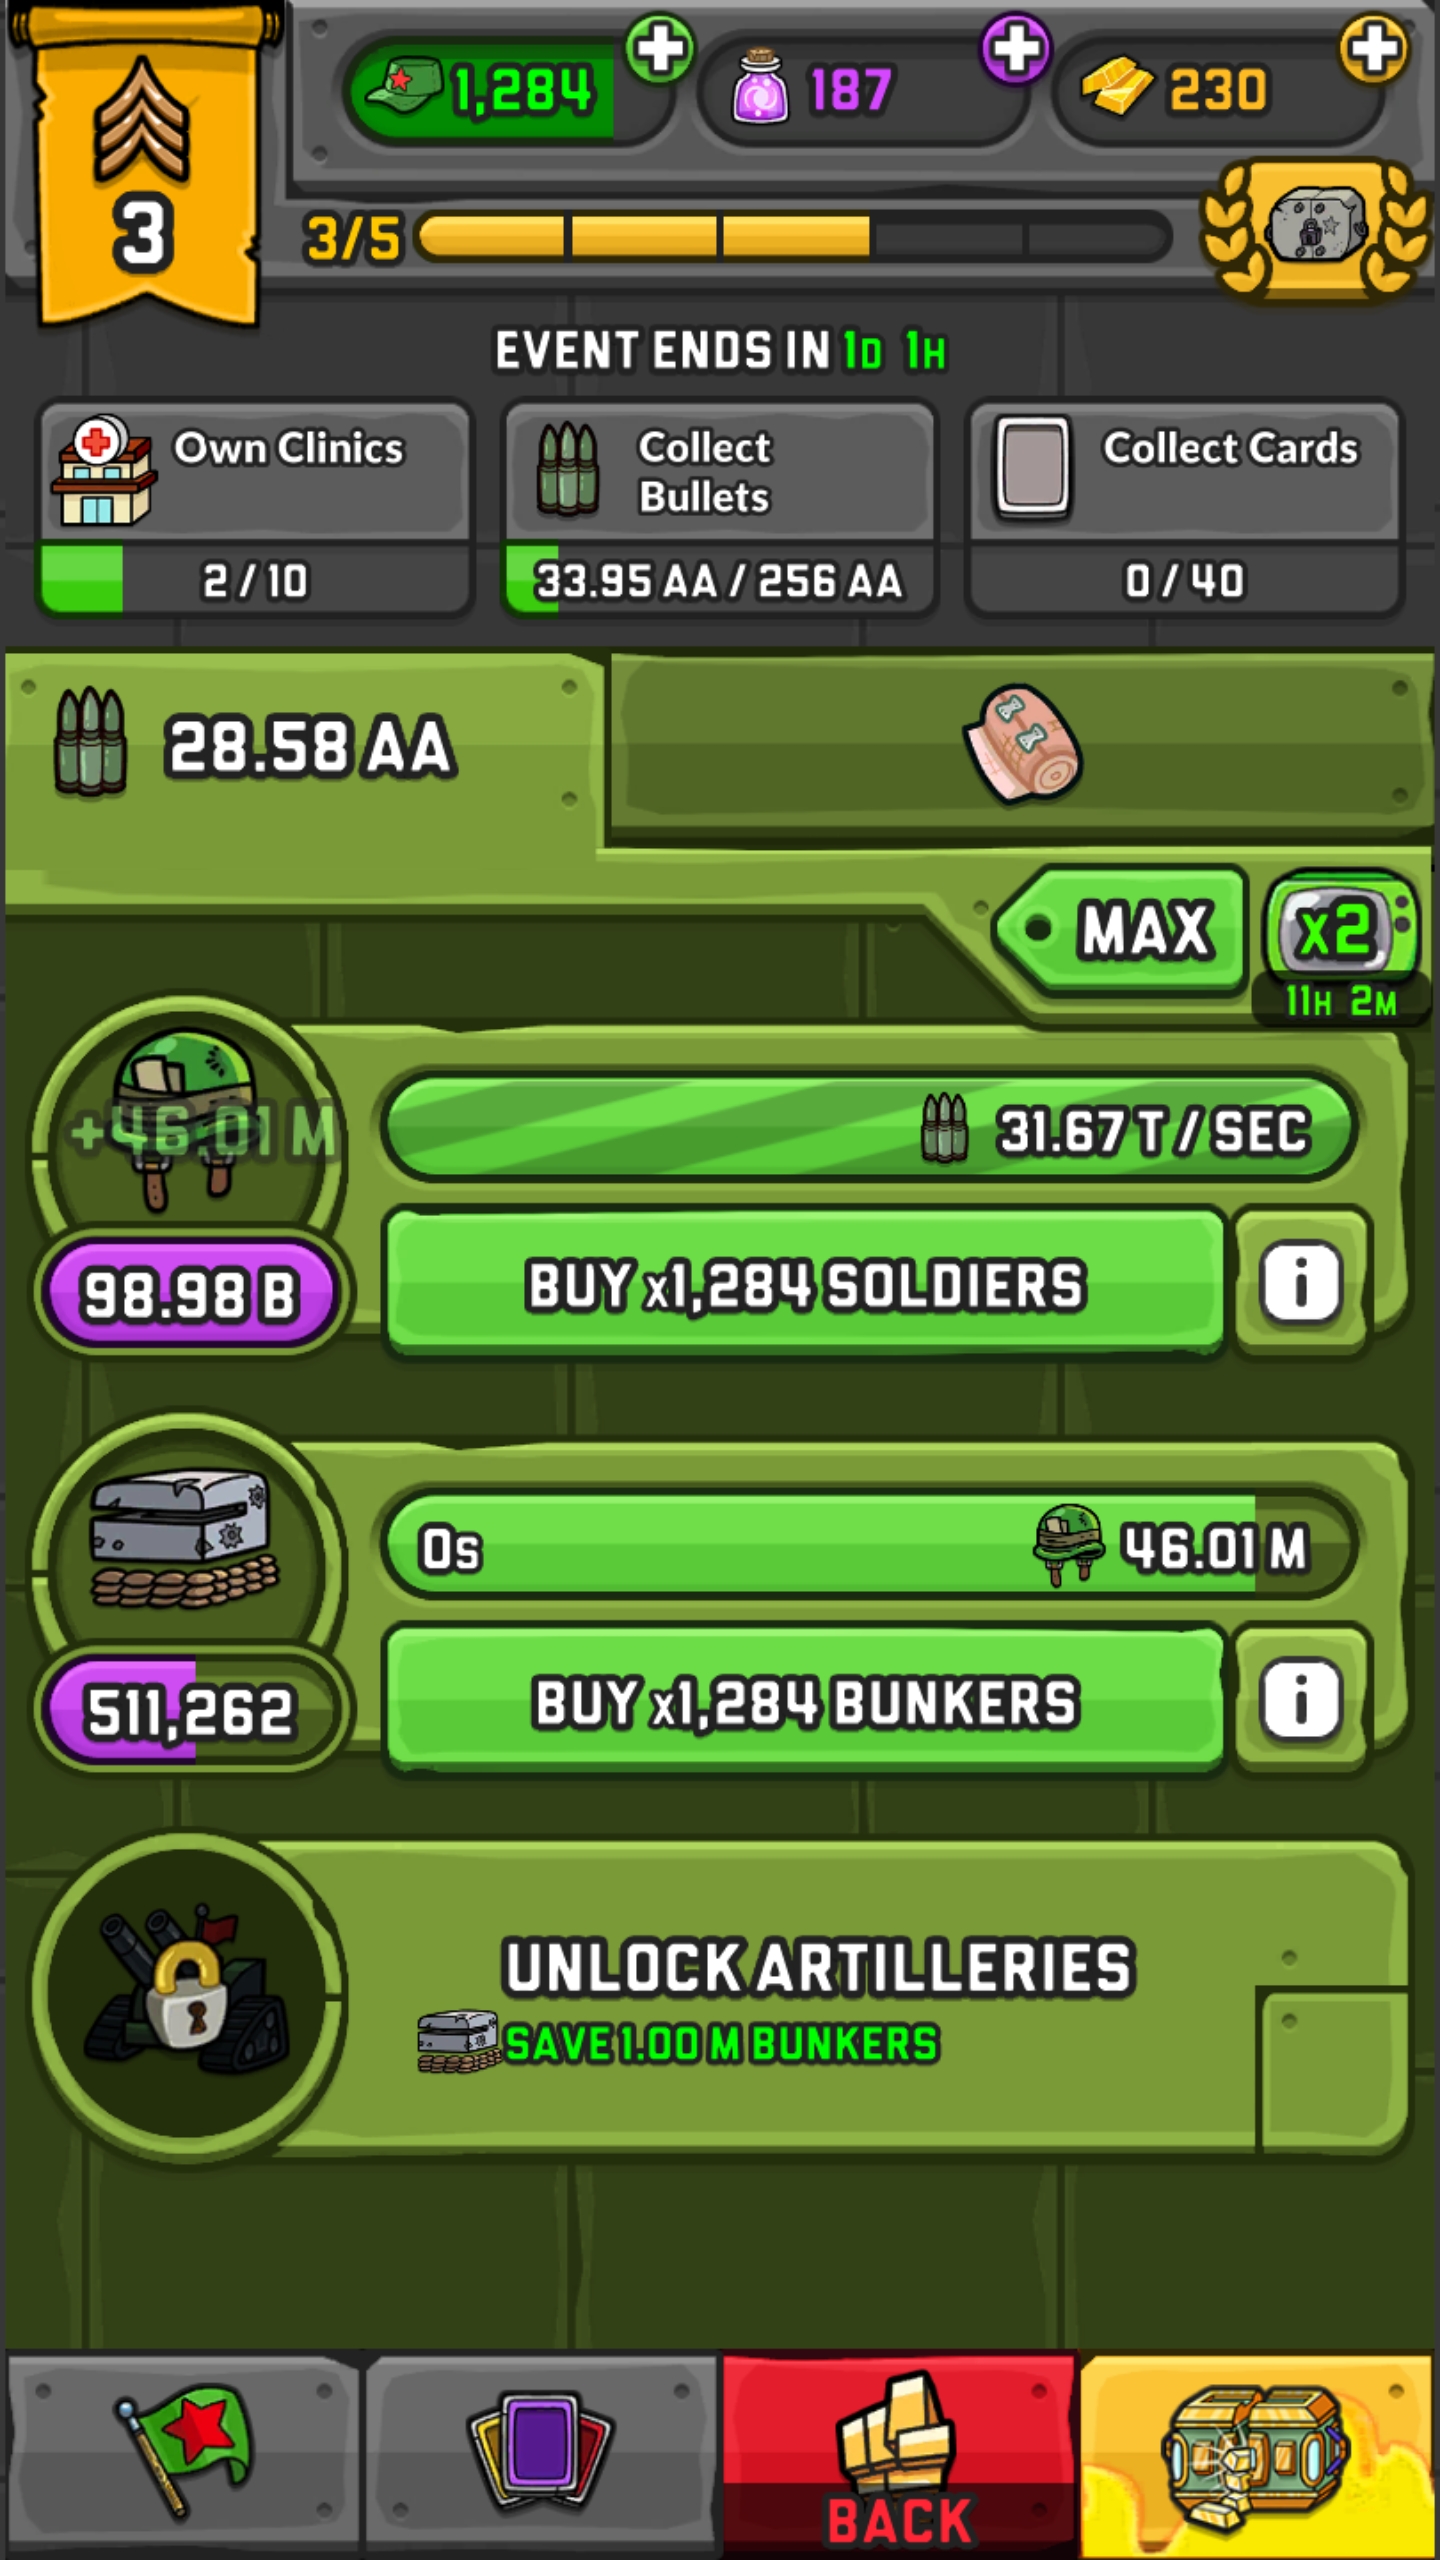 1,284
187
230
3
3/5
EVENT ENDS IN 1D 1H
Own Clinics
2 / 10
Collect
Bullets
33.95 AA / 256 AA
Collect Cards
0 / 40
28.58 AA
MAX
x2
11H 2M
+46.01 M
31.67 T / SEC
98.98 B
BUY x1,284 SOLDIERS
i
0s
46.01 M
511,262
BUY x1,284 BUNKERS
i
UNLOCK ARTILLERIES
SAVE 1.00 M BUNKERS
BACK